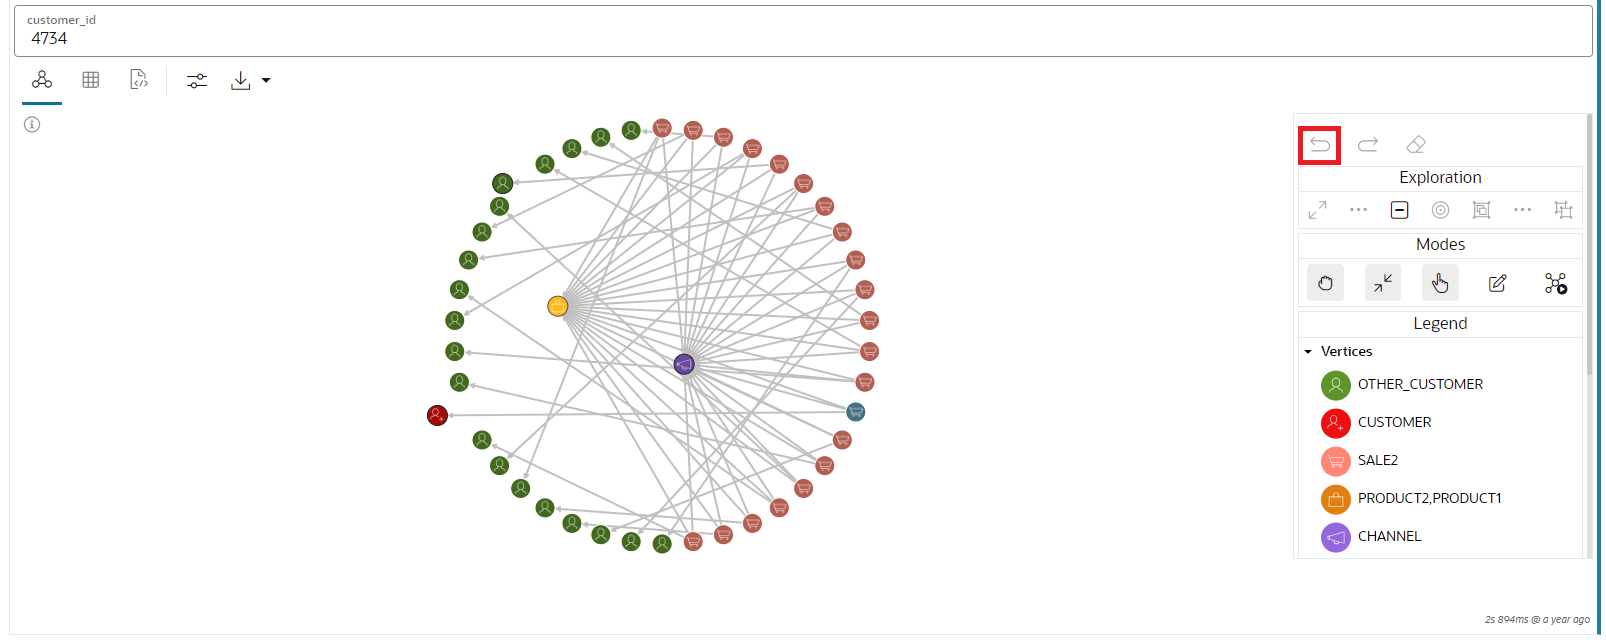 customer_id
4734
Exploration
Modes
Legend
Vertices
OTHER_CUSTOMER
CUSTOMER
SALE2
PRODUCT2,PRODUCT1
CHANNEL
2s 894ms @ a year ago